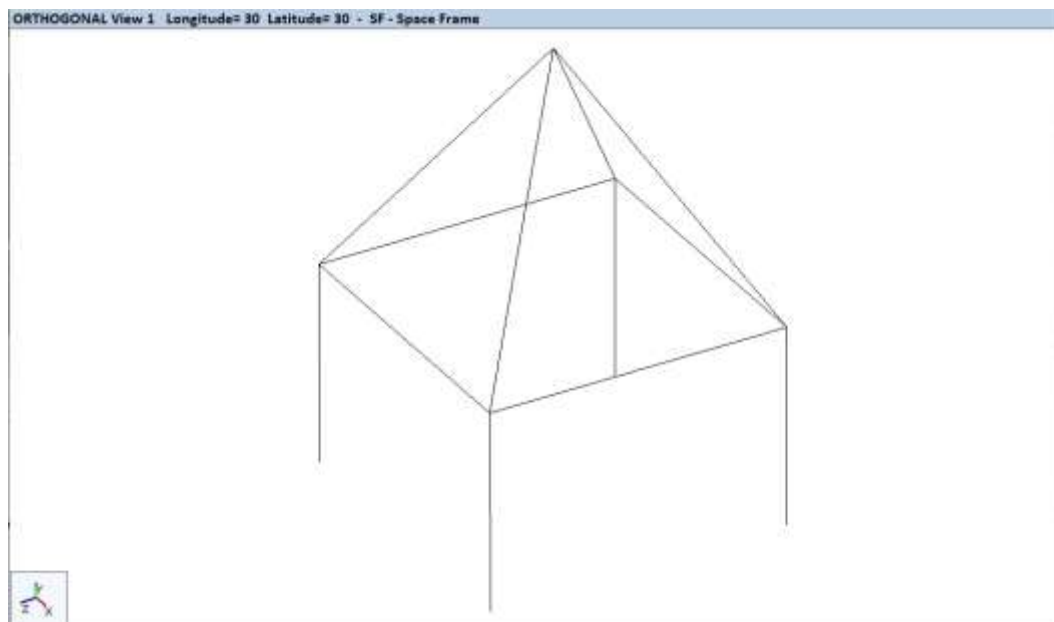 ORTHOGONAL View 1 Longitude= 30 Latitude= 30 - SF - Space Frame
Y
Z X